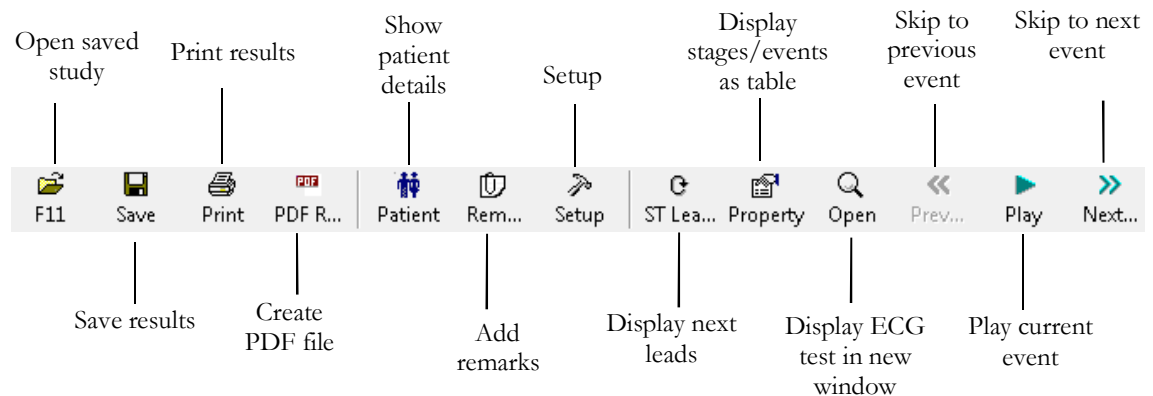 Open saved
study
Print results
Show
patient
details
Setup
Display
stages/events
as table
Skip to
previous
event
Skip to next
event
PDF
F11
Save
Print
PDF R...
Patient
Rem...
Setup
ST Lea...
Property
Open
Prev...
Play
Next...
Save results
Create
PDF file
Add
remarks
Display next
leads
Display ECG
test in new
window
Play current
event